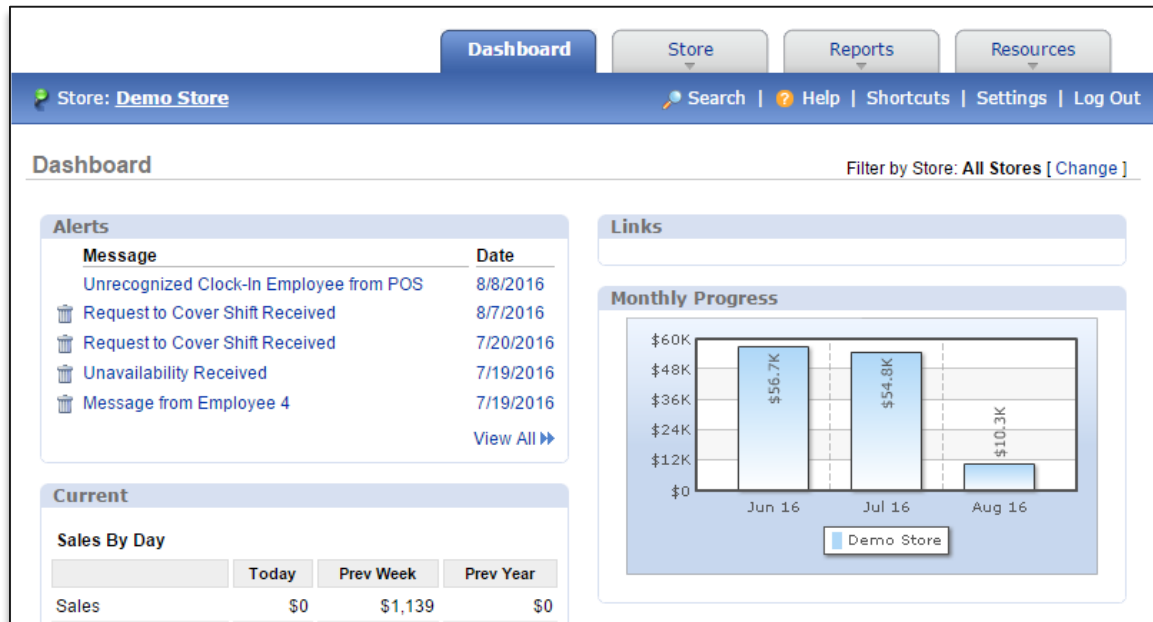 Dashboard Store Reports Resources
Store: Demo Store Search | Help | Shortcuts | Settings | Log Out
Dashboard
Filter by Store: All Stores [ Change ]
Alerts
Message Date
Unrecognized Clock-In Employee from POS 8/8/2016
Request to Cover Shift Received 8/7/2016
Request to Cover Shift Received 7/20/2016
Unavailability Received 7/19/2016
Message from Employee 4 7/19/2016
View All
Links
Monthly Progress
$60K
$48K
$36K
$24K
$12K
$0
$56.7K
$54.8K
$10.3K
Jun 16 Jul 16 Aug 16
Demo Store
Current
Sales By Day
Today Prev Week Prev Year
Sales $0 $1,139 $0